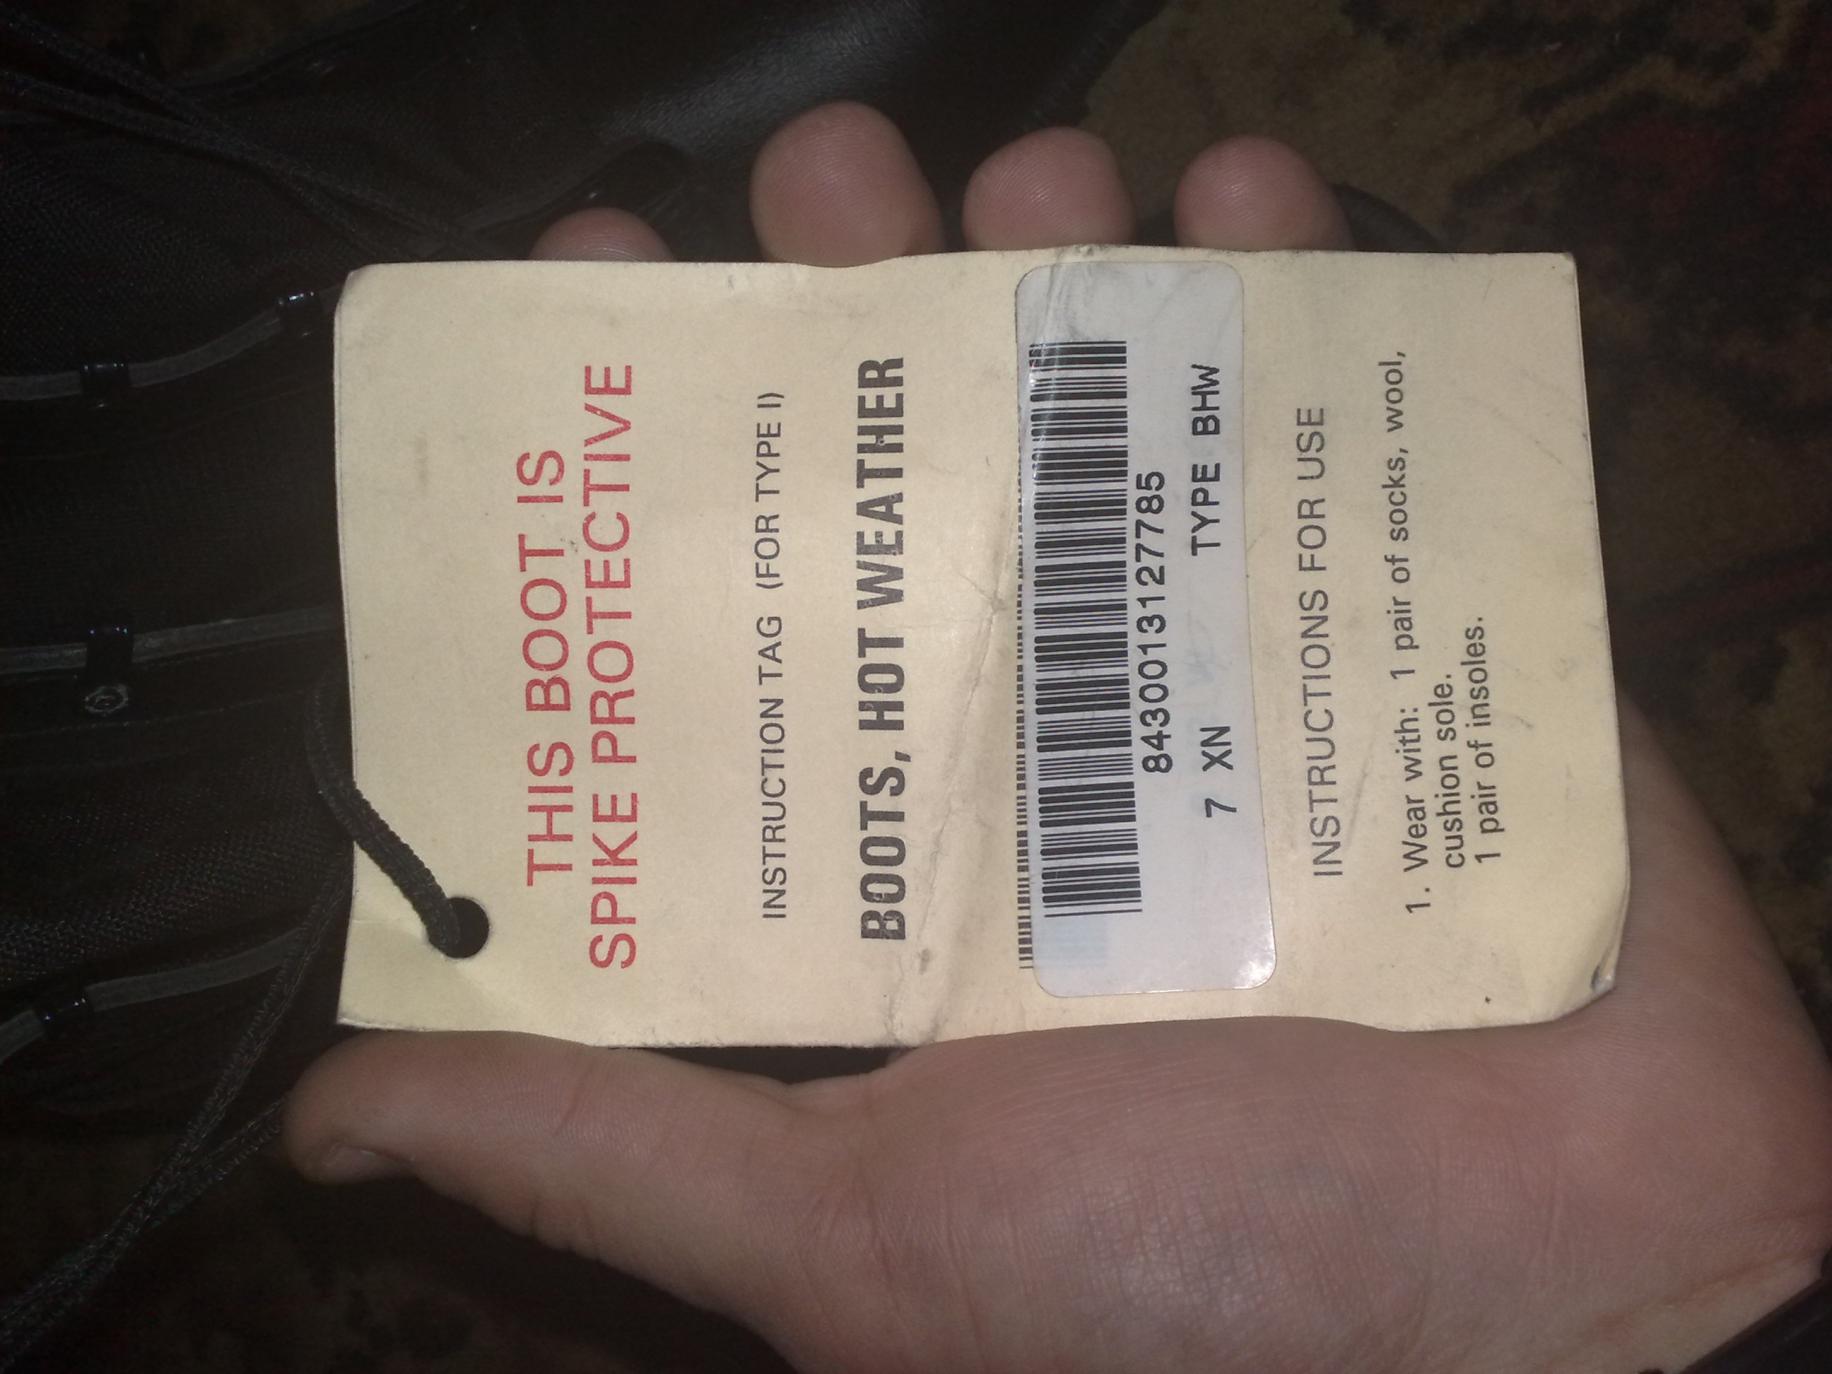 THIS BOOT IS
SPIKE PROTECTIVE
INSTRUCTION TAG (FOR TYPE I)
BOOTS, HOT WEATHER
8430013127785
7 XN TYPE BHW
INSTRUCTIONS FOR USE
1. Wear with: 1 pair of socks, wool,
cushion sole.
1 pair of insoles.